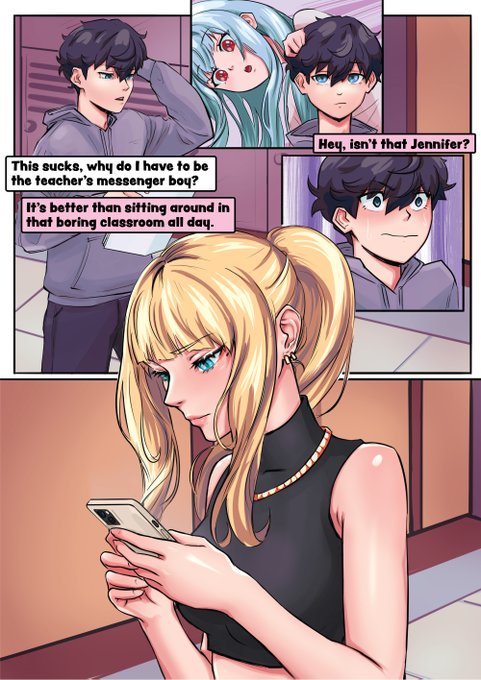 Hey, isn't that Jennifer?
This sucks, why do I have to be
the teacher's messenger boy?
It's better than sitting around in
that boring classroom all day.